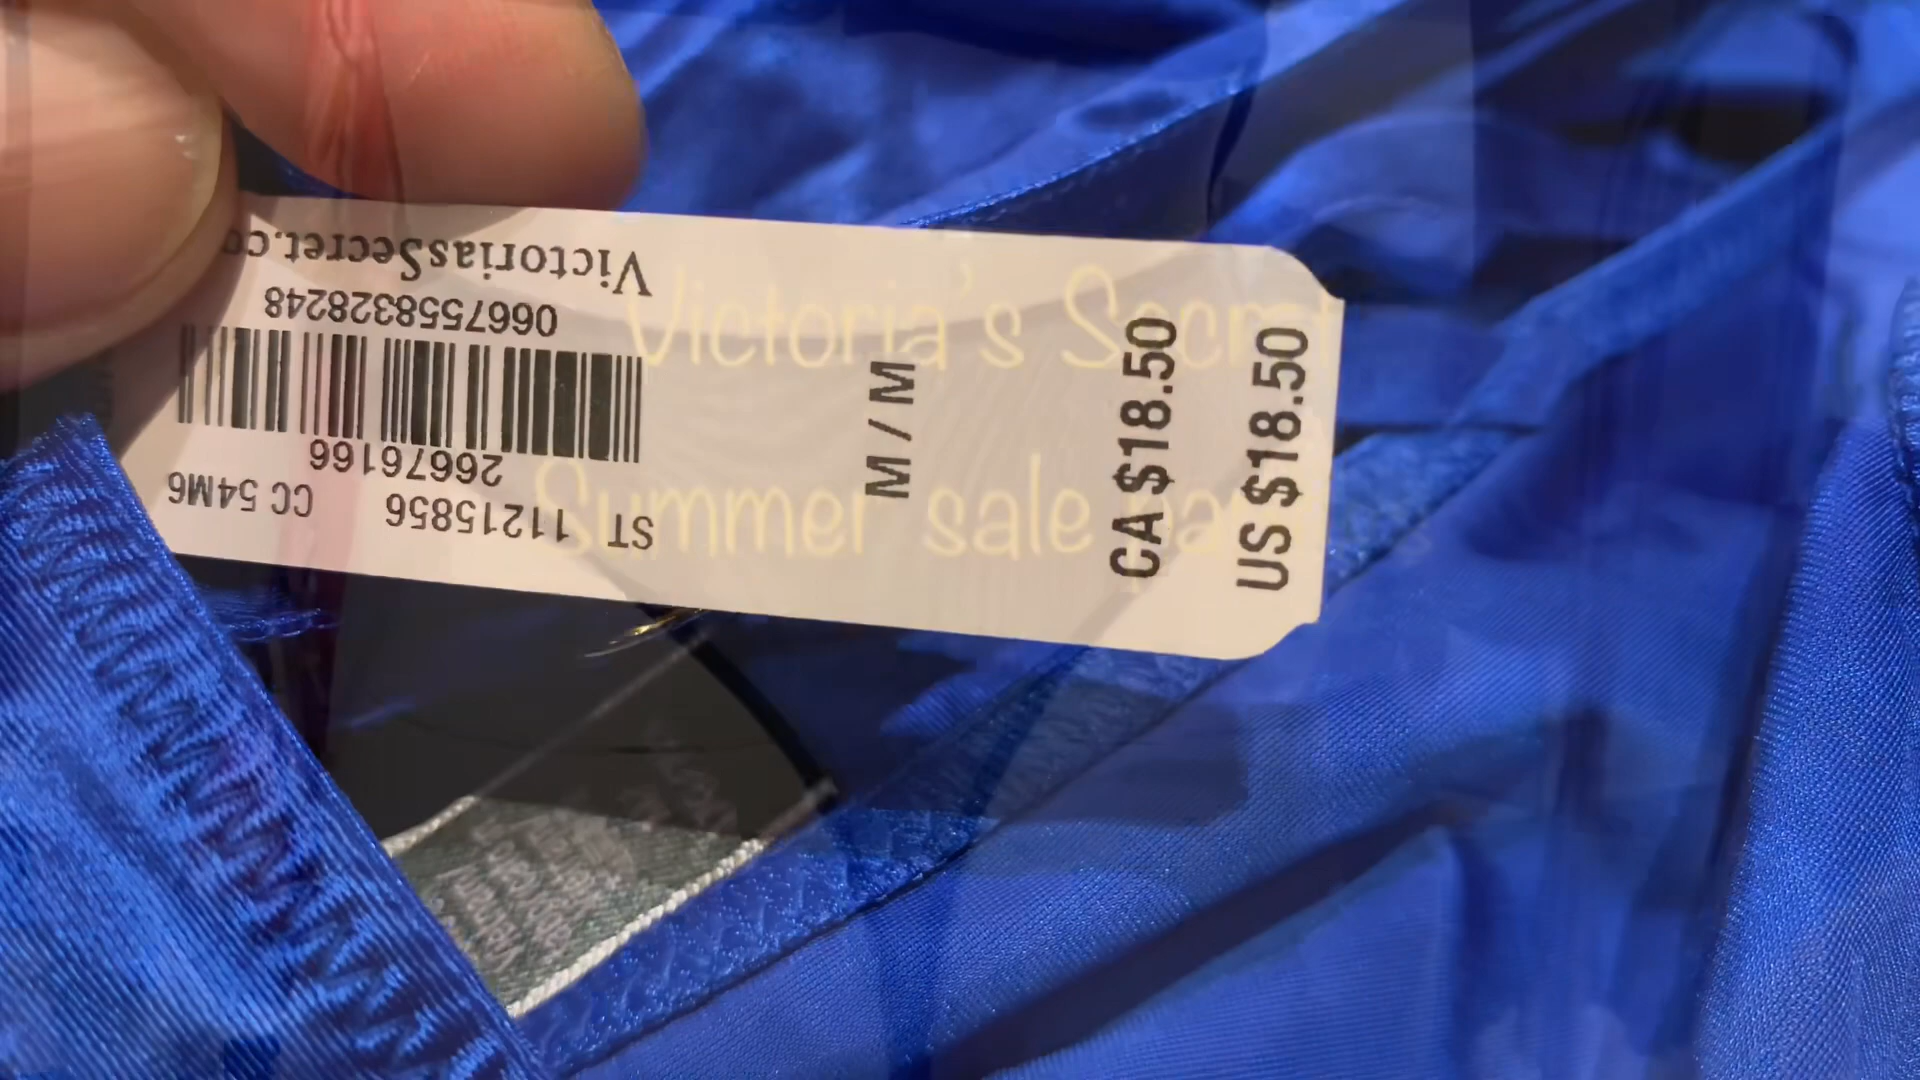 Victoria's Secret
Summer sale
VictoriasSecret.co
0667558328248
26676166
ST 11215856 CC 54M6
M / M
CA$18.50
US$18.50